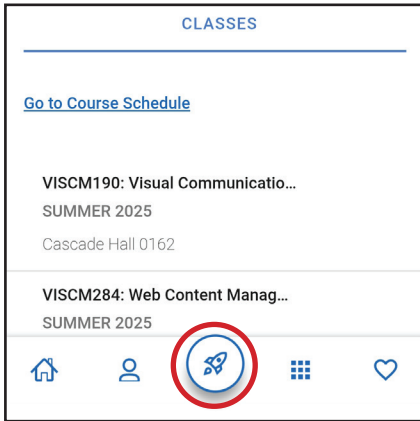 CLASSES
Go to Course Schedule
VISCM190: Visual Communicatio...
SUMMER 2025
Cascade Hall 0162
VISCM284: Web Content Manag...
SUMMER 2025